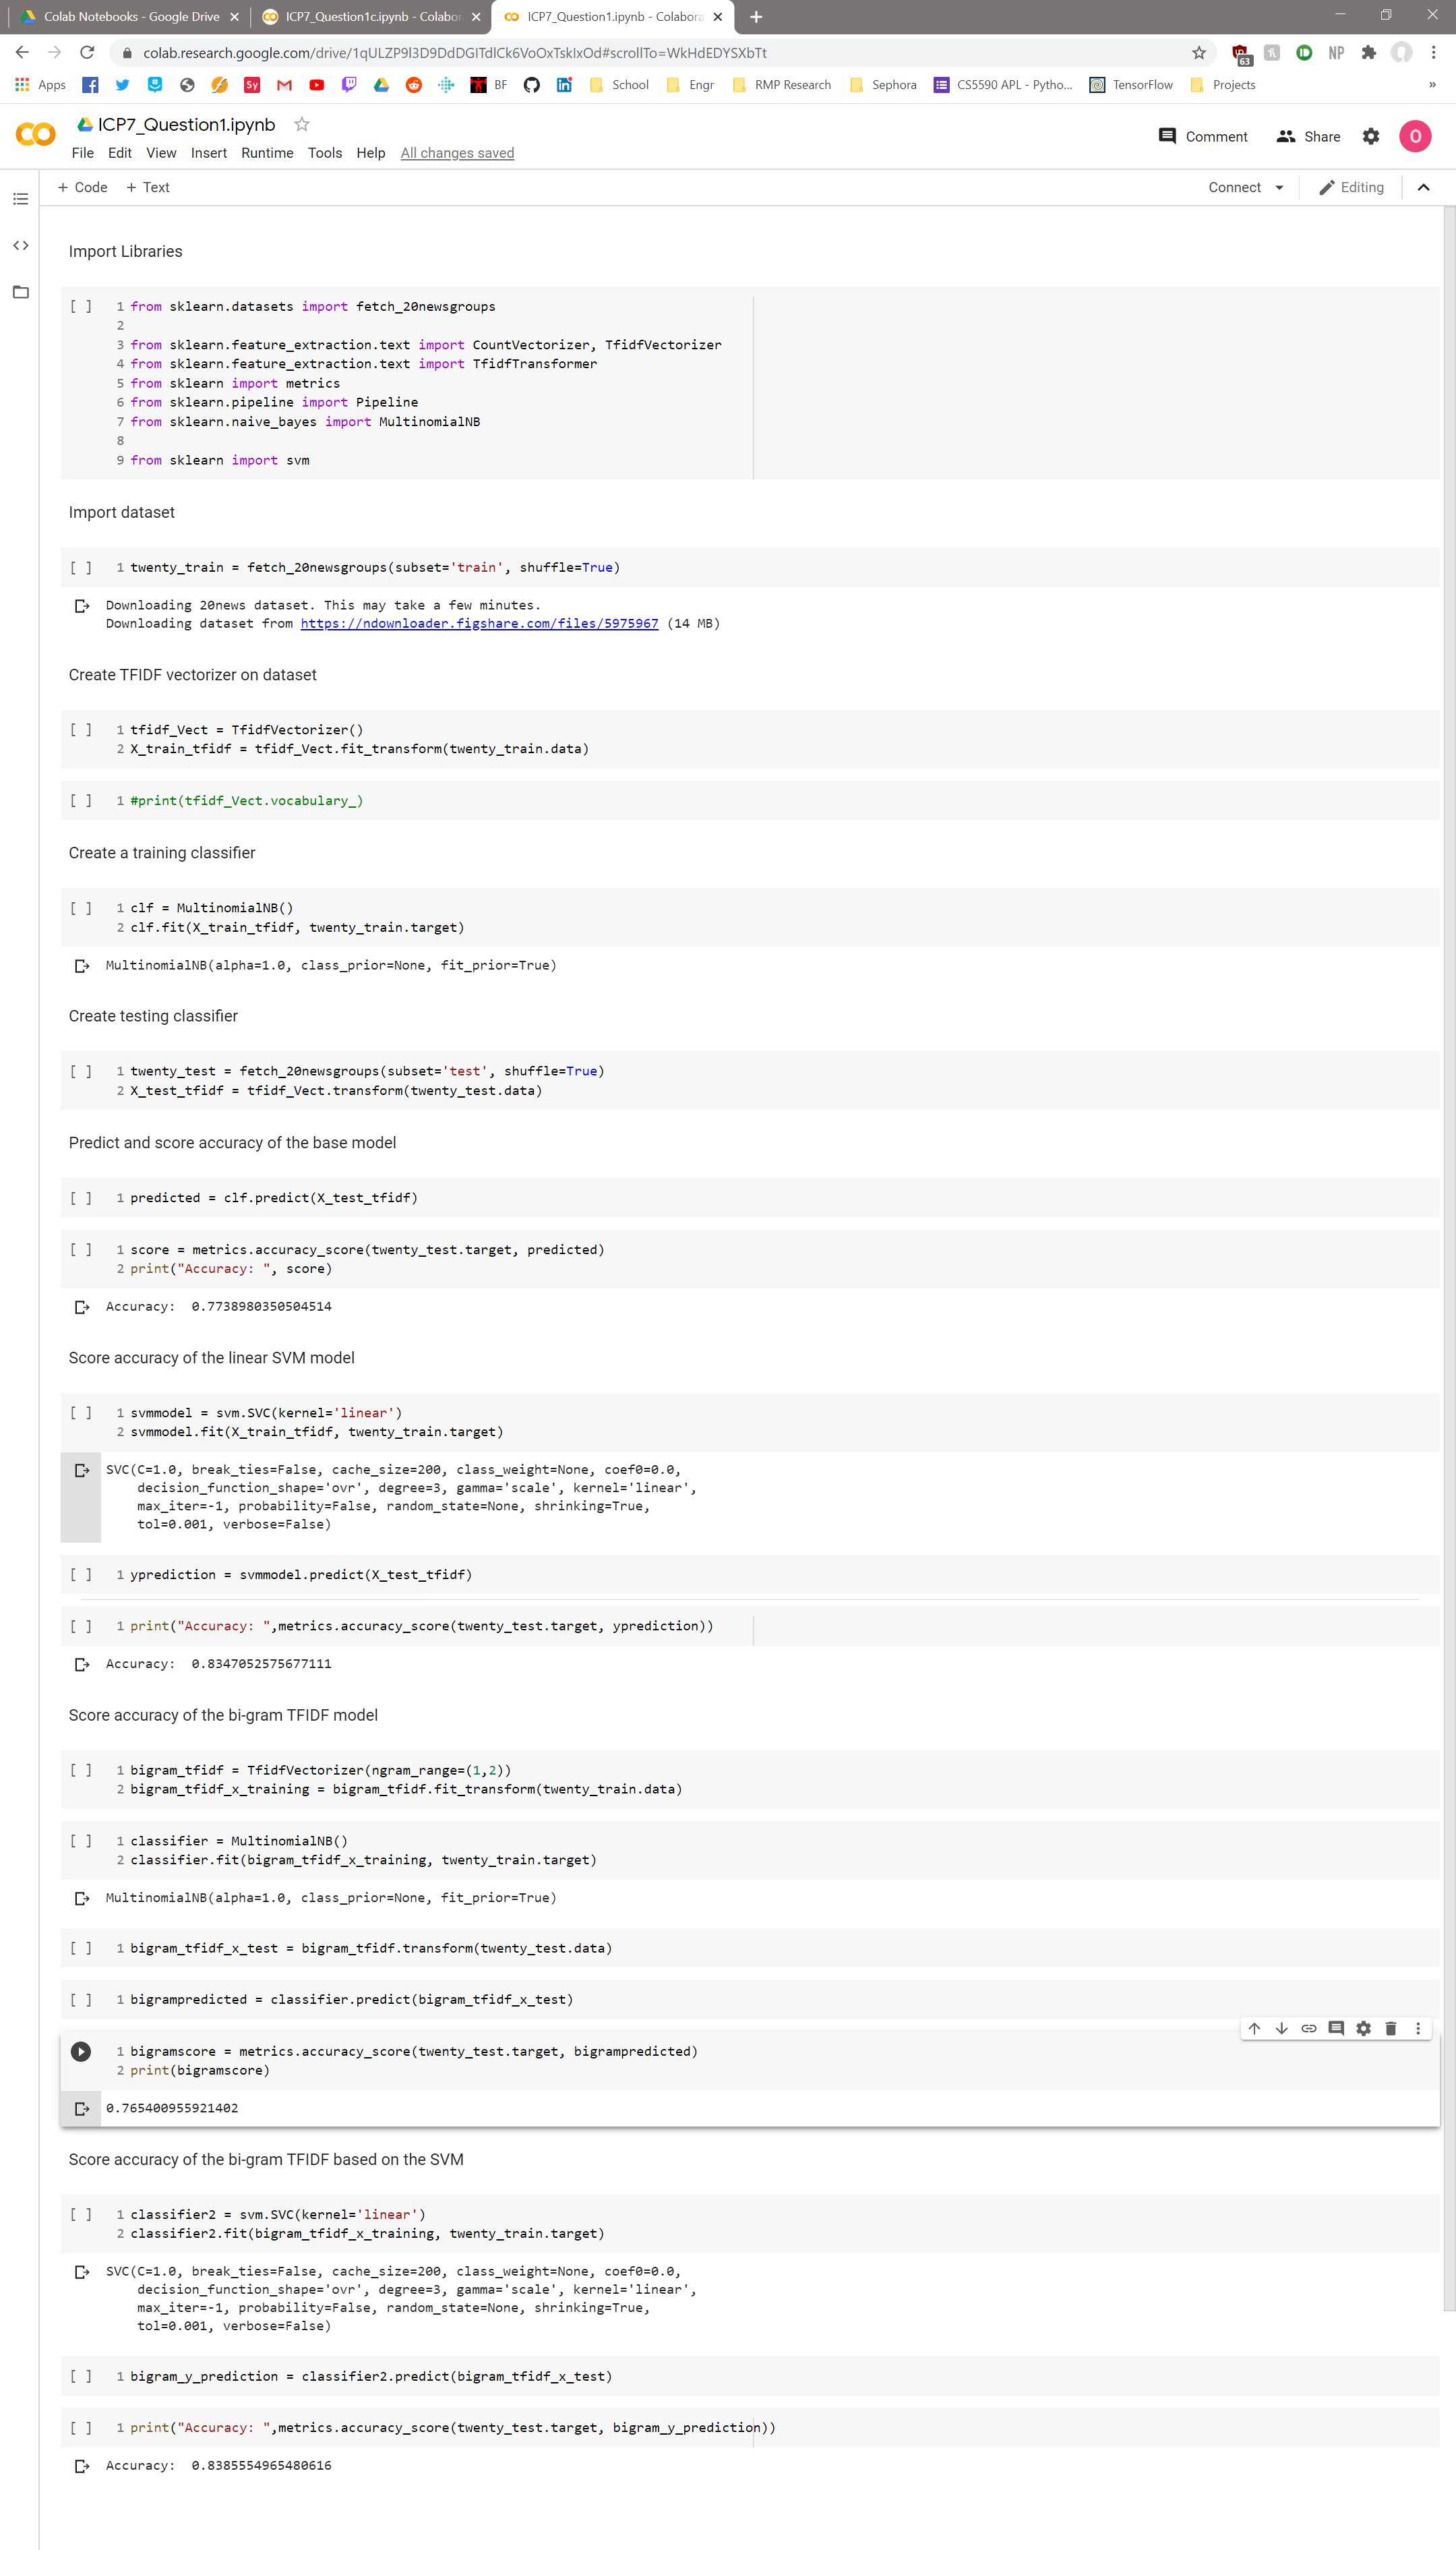 Colab Notebooks - Google Drive
ICP7_Question1c.ipynb - Colabor
ICP7_Question1.ipynb - Colabora
colab.research.google.com/drive/1qULZP9l3D9DdDGITdlCk6VoOxTsklxOd#scrollTo=WkHdEDYSXbTt
63
NP
Apps
Sy
BF
School
Engr
RMP Research
Sephora
CS5590 APL - Pytho...
TensorFlow
Projects
»
ICP7_Question1.ipynb
File Edit View Insert Runtime Tools Help All changes saved
Comment
Share
O
+ Code + Text
Connect
Editing
Import Libraries
[ ] 1 from sklearn.datasets import fetch_20newsgroups
2
3 from sklearn.feature_extraction.text import CountVectorizer, TfidfVectorizer
4 from sklearn.feature_extraction.text import TfidfTransformer
5 from sklearn import metrics
6 from sklearn.pipeline import Pipeline
7 from sklearn.naive_bayes import MultinomialNB
8
9 from sklearn import svm
Import dataset
[ ] 1 twenty_train = fetch_20newsgroups(subset='train', shuffle=True)
Downloading 20news dataset. This may take a few minutes.
Downloading dataset from https://ndownloader.figshare.com/files/5975967 (14 MB)
Create TFIDF vectorizer on dataset
[ ] 1 tfidf_Vect = TfidfVectorizer()
2 X_train_tfidf = tfidf_Vect.fit_transform(twenty_train.data)
[ ] 1 #print(tfidf_Vect.vocabulary_)
Create a training classifier
[ ] 1 clf = MultinomialNB()
2 clf.fit(X_train_tfidf, twenty_train.target)
MultinomialNB(alpha=1.0, class_prior=None, fit_prior=True)
Create testing classifier
[ ] 1 twenty_test = fetch_20newsgroups(subset='test', shuffle=True)
2 X_test_tfidf = tfidf_Vect.transform(twenty_test.data)
Predict and score accuracy of the base model
[ ] 1 predicted = clf.predict(X_test_tfidf)
[ ] 1 score = metrics.accuracy_score(twenty_test.target, predicted)
2 print("Accuracy: ", score)
Accuracy:  0.7738980350504514
Score accuracy of the linear SVM model
[ ] 1 svmmodel = svm.SVC(kernel='linear')
2 svmmodel.fit(X_train_tfidf, twenty_train.target)
SVC(C=1.0, break_ties=False, cache_size=200, class_weight=None, coef0=0.0,
decision_function_shape='ovr', degree=3, gamma='scale', kernel='linear',
max_iter=-1, probability=False, random_state=None, shrinking=True,
tol=0.001, verbose=False)
[ ] 1 yprediction = svmmodel.predict(X_test_tfidf)
[ ] 1 print("Accuracy: ",metrics.accuracy_score(twenty_test.target, yprediction))
Accuracy:  0.8347052575677111
Score accuracy of the bi-gram TFIDF model
[ ] 1 bigram_tfidf = TfidfVectorizer(ngram_range=(1,2))
2 bigram_tfidf_x_training = bigram_tfidf.fit_transform(twenty_train.data)
[ ] 1 classifier = MultinomialNB()
2 classifier.fit(bigram_tfidf_x_training, twenty_train.target)
MultinomialNB(alpha=1.0, class_prior=None, fit_prior=True)
[ ] 1 bigram_tfidf_x_test = bigram_tfidf.transform(twenty_test.data)
[ ] 1 bigrampredicted = classifier.predict(bigram_tfidf_x_test)
1 bigramscore = metrics.accuracy_score(twenty_test.target, bigrampredicted)
2 print(bigramscore)
0.765400955921402
Score accuracy of the bi-gram TFIDF based on the SVM
[ ] 1 classifier2 = svm.SVC(kernel='linear')
2 classifier2.fit(bigram_tfidf_x_training, twenty_train.target)
SVC(C=1.0, break_ties=False, cache_size=200, class_weight=None, coef0=0.0,
decision_function_shape='ovr', degree=3, gamma='scale', kernel='linear',
max_iter=-1, probability=False, random_state=None, shrinking=True,
tol=0.001, verbose=False)
[ ] 1 bigram_y_prediction = classifier2.predict(bigram_tfidf_x_test)
[ ] 1 print("Accuracy: ",metrics.accuracy_score(twenty_test.target, bigram_y_prediction))
Accuracy:  0.8385554965480616